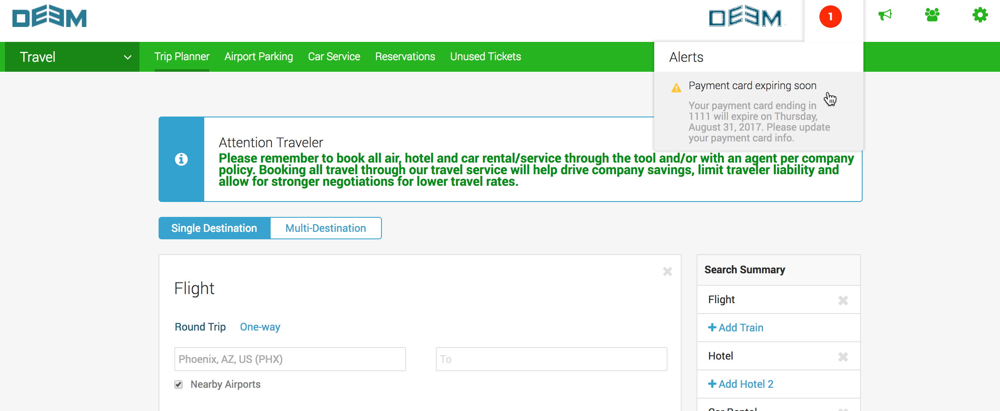 DEEM
DEEM
1
Travel
Trip Planner
Airport Parking
Car Service
Reservations
Unused Tickets
Alerts
Payment card expiring soon
Your payment card ending in
1111 will expire on Thursday,
August 31, 2017. Please update
your payment card info.
Attention Traveler
Please remember to book all air, hotel and car rental/service through the tool and/or with an agent per company
policy. Booking all travel through our travel service will help drive company savings, limit traveler liability and
allow for stronger negotiations for lower travel rates.
Single Destination
Multi-Destination
Flight
Round Trip
One-way
Phoenix, AZ, US (PHX)
To
Nearby Airports
Search Summary
Flight
Add Train
Hotel
Add Hotel 2
Car Rental